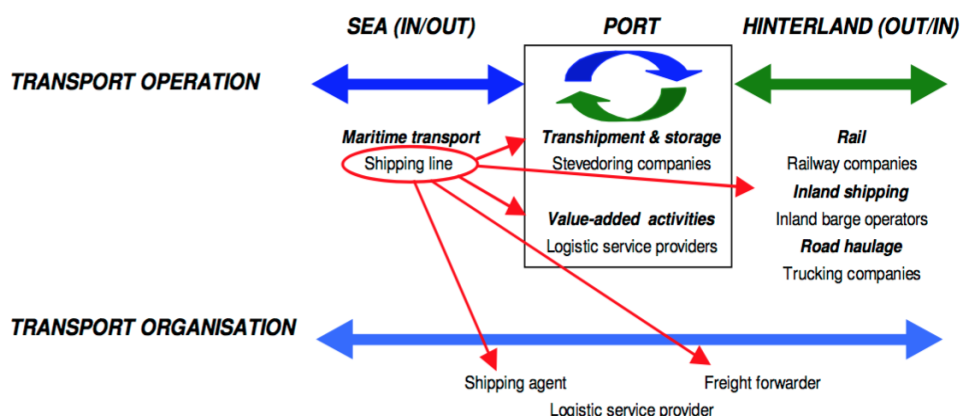 SEA (IN/OUT) PORT HINTERLAND (OUT/IN)
TRANSPORT OPERATION
Maritime transport Transhipment & storage Rail
Shipping line Stevedoring companies Railway companies
Inland shipping
Value-added activities Inland barge operators
Logistic service providers Road haulage
Trucking companies
TRANSPORT ORGANISATION
Shipping agent Freight forwarder
Logistic service provider